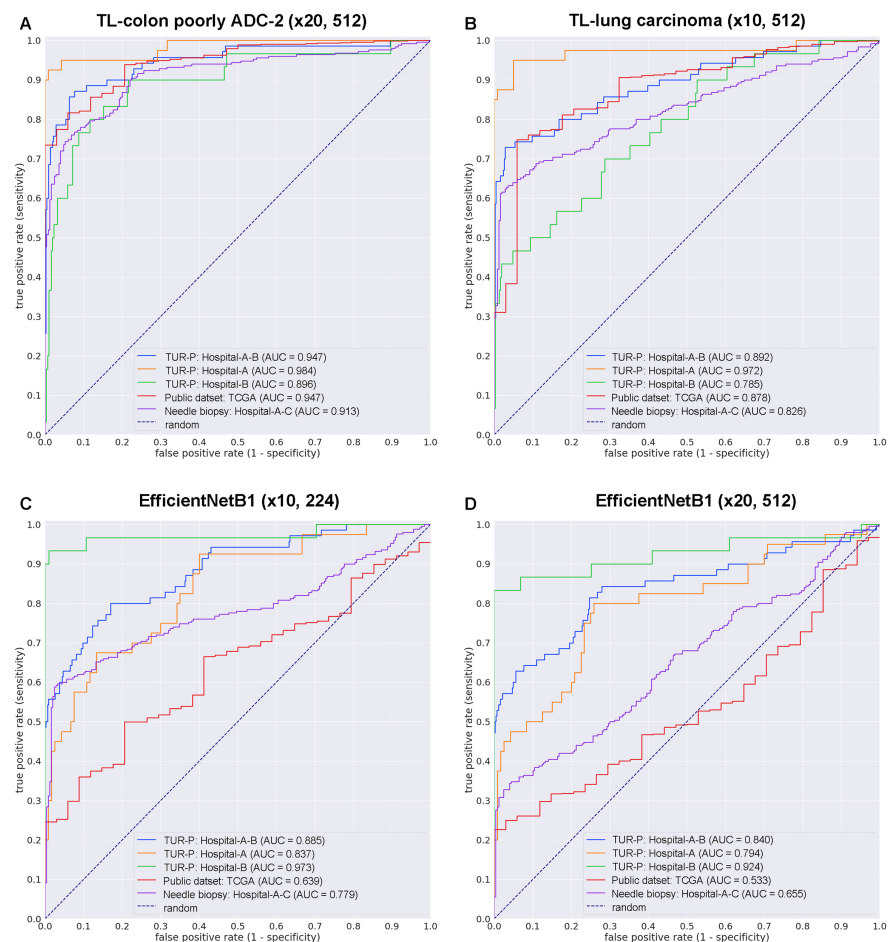 A TL-colon poorly ADC-2 (x20, 512)
1.0
0.9
0.8
0.7
0.6
0.5
0.4
0.3
0.2
0.1
0.0
true positive rate (sensitivity)
TUR-P: Hospital-A-B (AUC = 0.947)
TUR-P: Hospital-A (AUC = 0.984)
TUR-P: Hospital-B (AUC = 0.896)
Public datset: TCGA (AUC = 0.947)
Needle biopsy: Hospital-A-C (AUC = 0.913)
random
0.0 0.1 0.2 0.3 0.4 0.5 0.6 0.7 0.8 0.9 1.0
false positive rate (1 - specificity)
B TL-lung carcinoma (x10, 512)
1.0
0.9
0.8
0.7
0.6
0.5
0.4
0.3
0.2
0.1
0.0
true positive rate (sensitivity)
TUR-P: Hospital-A-B (AUC = 0.892)
TUR-P: Hospital-A (AUC = 0.972)
TUR-P: Hospital-B (AUC = 0.785)
Public datset: TCGA (AUC = 0.878)
Needle biopsy: Hospital-A-C (AUC = 0.826)
random
0.0 0.1 0.2 0.3 0.4 0.5 0.6 0.7 0.8 0.9 1.0
false positive rate (1 - specificity)
C EfficientNetB1 (x10, 224)
1.0
0.9
0.8
0.7
0.6
0.5
0.4
0.3
0.2
0.1
0.0
true positive rate (sensitivity)
TUR-P: Hospital-A-B (AUC = 0.885)
TUR-P: Hospital-A (AUC = 0.837)
TUR-P: Hospital-B (AUC = 0.973)
Public datset: TCGA (AUC = 0.639)
Needle biopsy: Hospital-A-C (AUC = 0.779)
random
0.0 0.1 0.2 0.3 0.4 0.5 0.6 0.7 0.8 0.9 1.0
false positive rate (1 - specificity)
D EfficientNetB1 (x20, 512)
1.0
0.9
0.8
0.7
0.6
0.5
0.4
0.3
0.2
0.1
0.0
true positive rate (sensitivity)
TUR-P: Hospital-A-B (AUC = 0.840)
TUR-P: Hospital-A (AUC = 0.794)
TUR-P: Hospital-B (AUC = 0.924)
Public datset: TCGA (AUC = 0.533)
Needle biopsy: Hospital-A-C (AUC = 0.655)
random
0.0 0.1 0.2 0.3 0.4 0.5 0.6 0.7 0.8 0.9 1.0
false positive rate (1 - specificity)